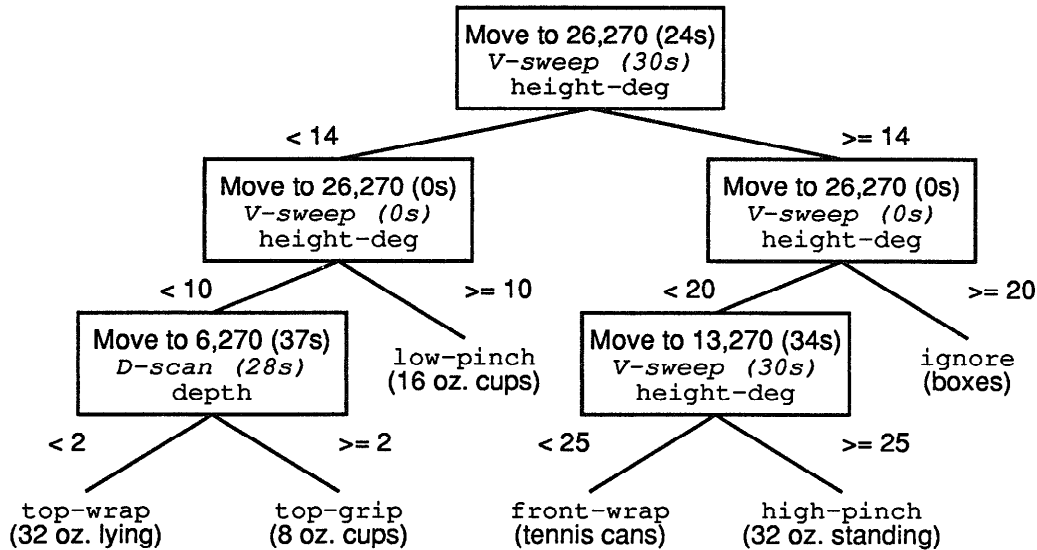 Move to 26,270 (24s)
V-sweep (30s)
height-deg
< 14
>= 14
Move to 26,270 (0s)
V-sweep (0s)
height-deg
Move to 26,270 (0s)
V-sweep (0s)
height-deg
< 10
>= 10
< 20
>= 20
Move to 6,270 (37s)
D-scan (28s)
depth
low-pinch
(16 oz. cups)
Move to 13,270 (34s)
V-sweep (30s)
height-deg
ignore
(boxes)
< 2
>= 2
< 25
>= 25
top-wrap
(32 oz. lying)
top-grip
(8 oz. cups)
front-wrap
(tennis cans)
high-pinch
(32 oz. standing)